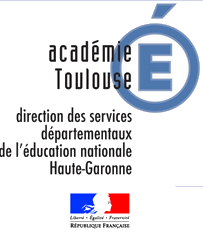 académie
Toulouse
É
direction des services
départementaux
de l'éducation nationale
Haute-Garonne
Liberté • Égalité • Fraternité
RÉPUBLIQUE FRANÇAISE